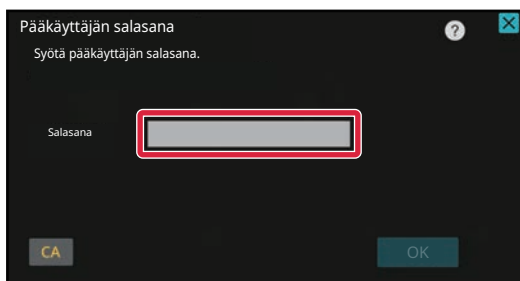 Pääkäyttäjän salasana
?
Syötä pääkäyttäjän salasana.
Salasana
CA
OK